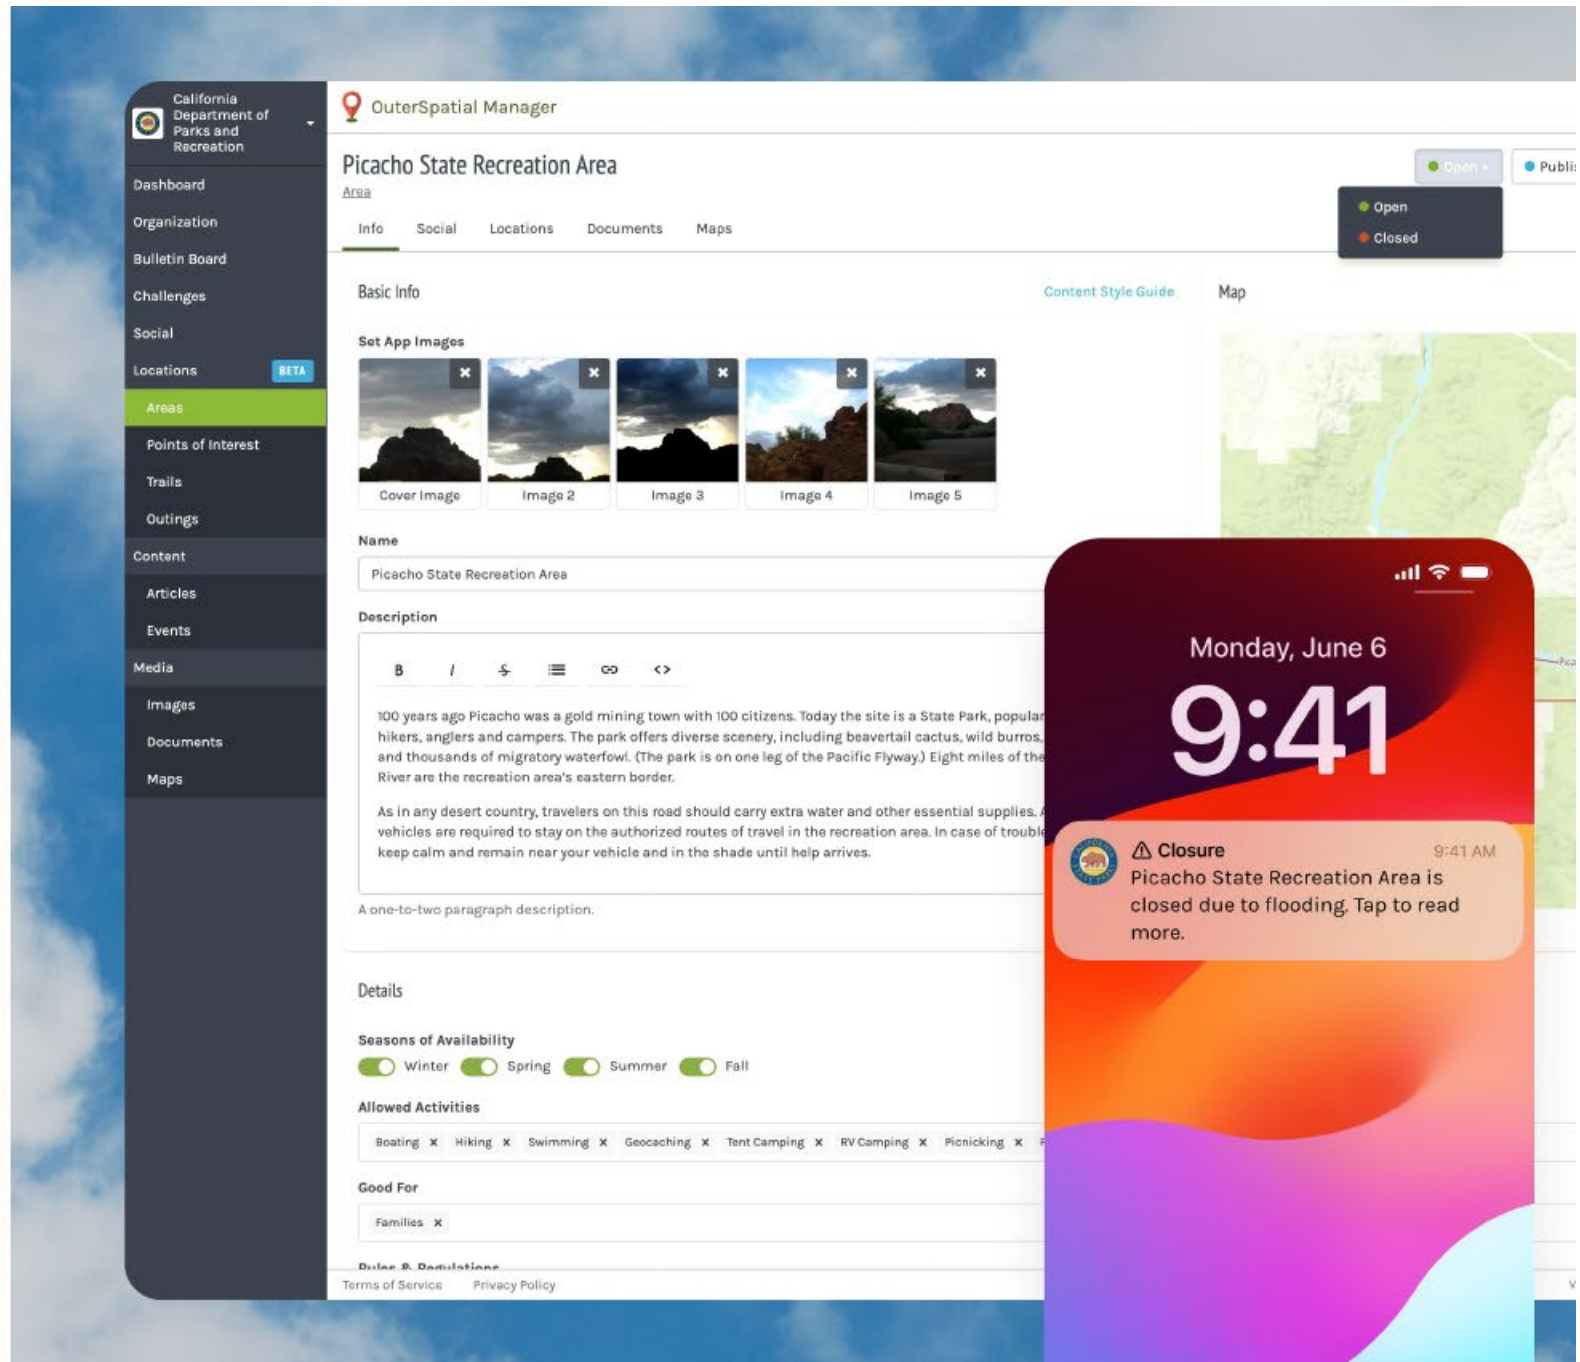 California
Department of
Parks and
Recreation
OuterSpatial Manager
Dashboard
Organization
Bulletin Board
Challenges
Social
Locations
BETA
Areas
Points of Interest
Trails
Outings
Content
Articles
Events
Media
Images
Documents
Maps
Picacho State Recreation Area
Area
Open
Open
Closed
Info Social Locations Documents Maps
Basic Info
Content Style Guide
Map
Set App Images
Cover Image Image 2 Image 3 Image 4 Image 5
Name
Picacho State Recreation Area
Description
B I S <>
100 years ago Picacho was a gold mining town with 100 citizens. Today the site is a State Park, popular
hikers, anglers and campers. The park offers diverse scenery, including beavertail cactus, wild burros,
and thousands of migratory waterfowl. (The park is on one leg of the Pacific Flyway.) Eight miles of the
River are the recreation area's eastern border.
As in any desert country, travelers on this road should carry extra water and other essential supplies.
vehicles are required to stay on the authorized routes of travel in the recreation area. In case of trouble
keep calm and remain near your vehicle and in the shade until help arrives.
A one-to-two paragraph description.
Details
Seasons of Availability
Winter Spring Summer Fall
Allowed Activities
Boating x Hiking x Swimming x Geocaching x Tent Camping x RV Camping x Picnicking x
Good For
Families x
Rules & Regulations
Terms of Service Privacy Policy
Monday, June 6
9:41
Closure
9:41 AM
Picacho State Recreation Area is
closed due to flooding. Tap to read
more.